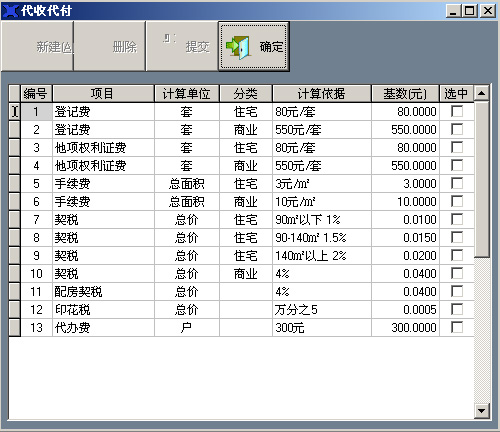 代收代付
新建(A 删除 提交 确定
编号 项目 计算单位 分类 计算依据 基数(元) 选中
1 登记费 套 住宅 80元/套 80.0000
2 登记费 套 商业 550元/套 550.0000
3 他项权利证费 套 住宅 80元/套 80.0000
4 他项权利证费 套 商业 550元/套 550.0000
5 手续费 总面积 住宅 3元/㎡ 3.0000
6 手续费 总面积 商业 10元/㎡ 10.0000
7 契税 总价 住宅 90㎡以下 1% 0.0100
8 契税 总价 住宅 90-140㎡ 1.5% 0.0150
9 契税 总价 住宅 140㎡以上 2% 0.0200
10 契税 总价 商业 4% 0.0400
11 配房契税 总价 4% 0.0400
12 印花税 总价 万分之5 0.0005
13 代办费 户 300元 300.0000